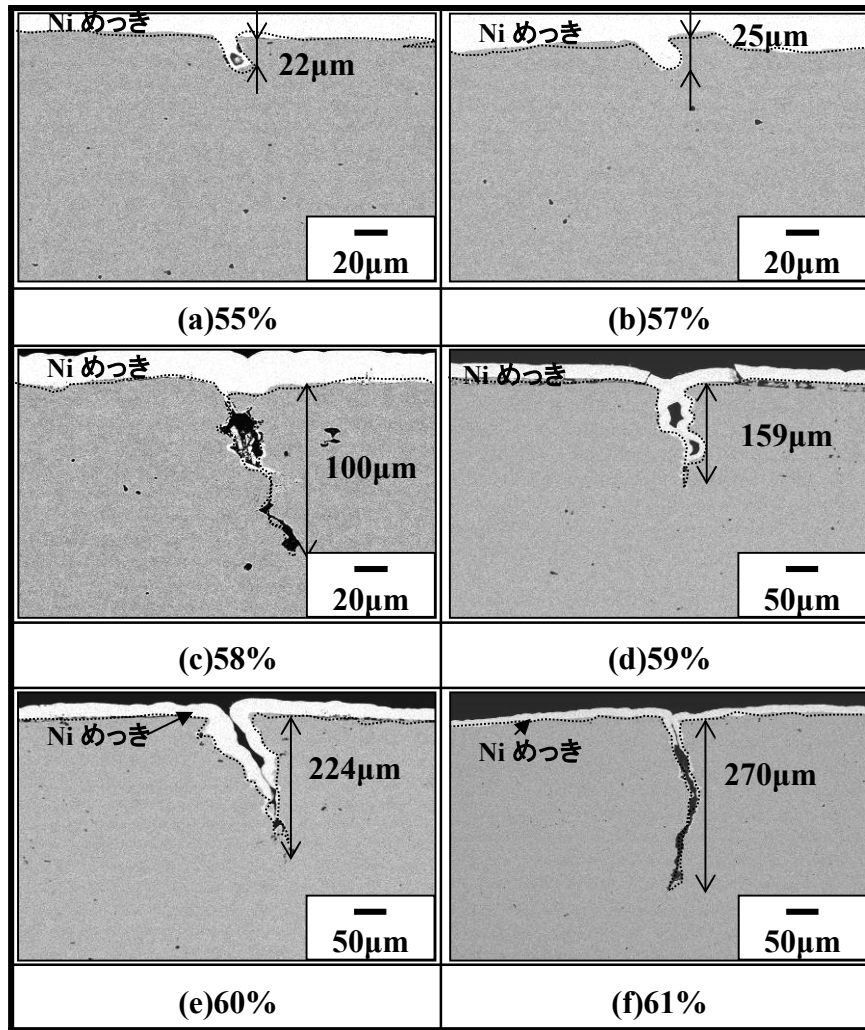 Ni めっき
22μm
20μm
(a)55%
Ni めっき
25μm
20μm
(b)57%
Ni めっき
100μm
20μm
(c)58%
Ni めっき
159μm
50μm
(d)59%
Ni めっき
224μm
50μm
(e)60%
Ni めっき
270μm
50μm
(f)61%